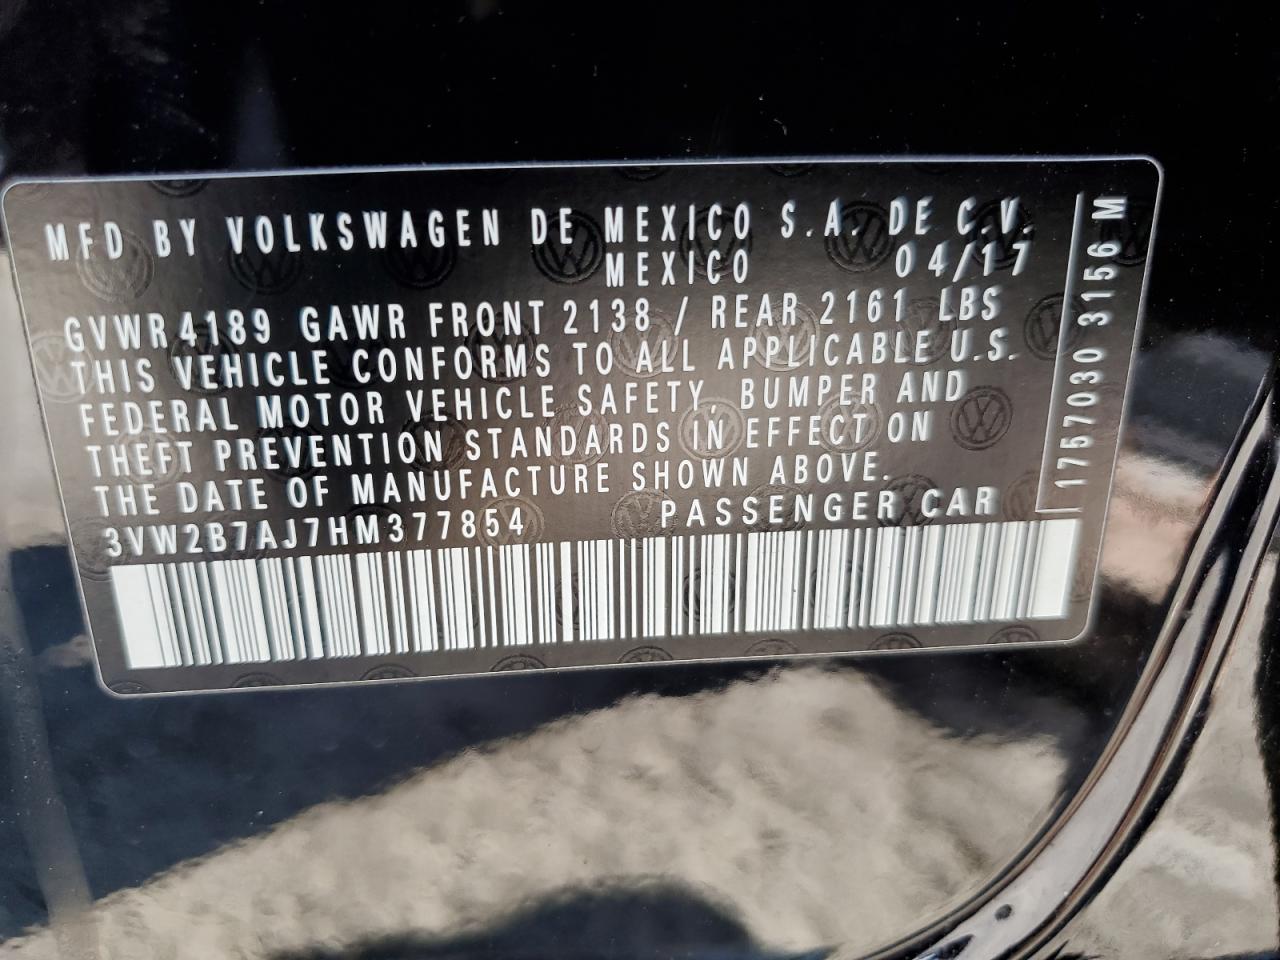 MFD BY VOLKSWAGEN DE MEXICO S.A. DE C.V.
MEXICO 04/17
GVWR 4189 GAWR FRONT 2138 / REAR 2161 LBS
THIS VEHICLE CONFORMS TO ALL APPLICABLE U.S.
FEDERAL MOTOR VEHICLE SAFETY, BUMPER AND
THEFT PREVENTION STANDARDS IN EFFECT ON
THE DATE OF MANUFACTURE SHOWN ABOVE.
3VW2B7AJ7HM377854 PASSENGER CAR
1757030 3156 M